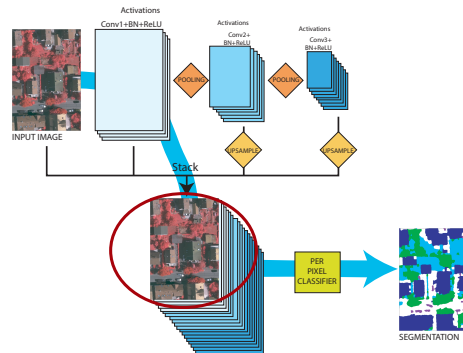 Activations
Conv1+BN+ReLU
Activations
Conv2+
BN+ReLU
Activations
Conv3+
BN+ReLU
POOLING
POOLING
INPUT IMAGE
UPSAMPLE
UPSAMPLE
Stack
PER
PIXEL
CLASSIFIER
SEGMENTATION